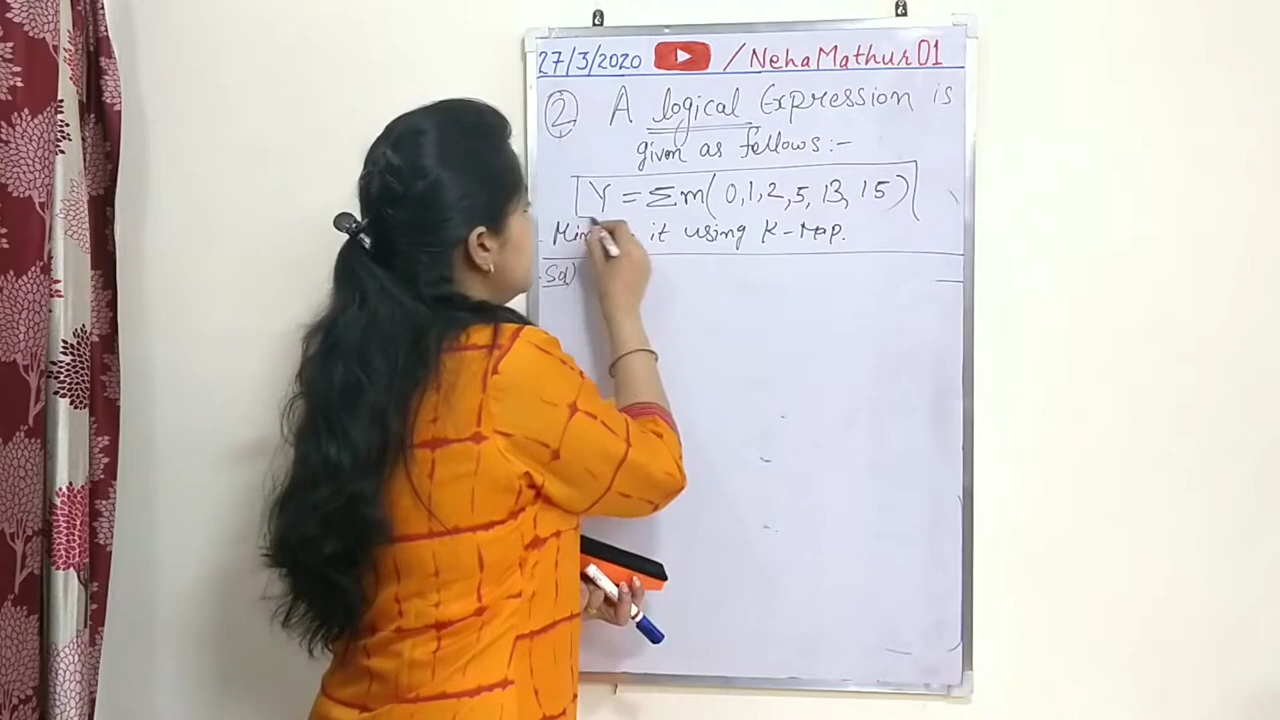 27/3/2020 /NehaMathur01
② A logical Expression is
given as follows:-
Y = Σm( 0,1,2,5, 13, 15)
it using K-Map.
Sol)